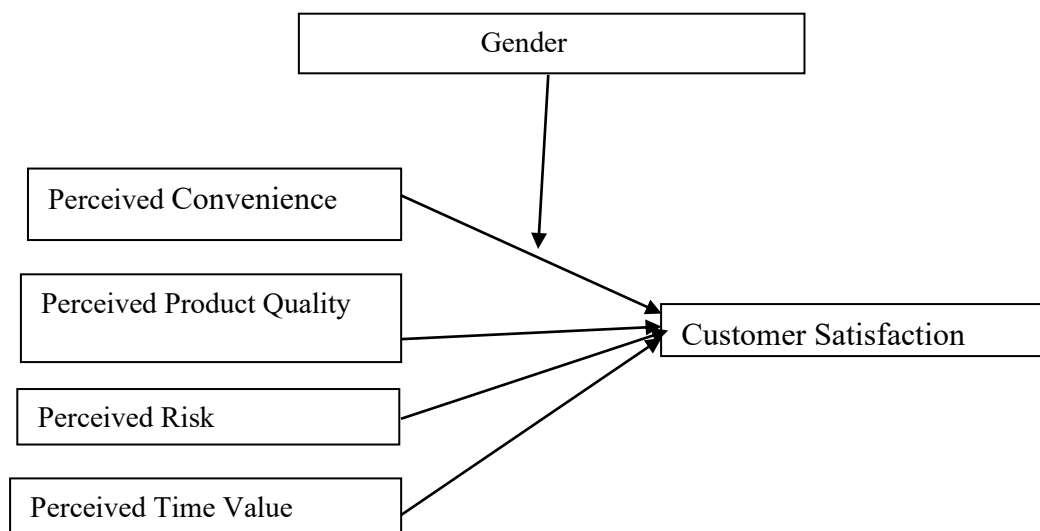 Gender
Perceived Convenience
Perceived Product Quality
Customer Satisfaction
Perceived Risk
Perceived Time Value